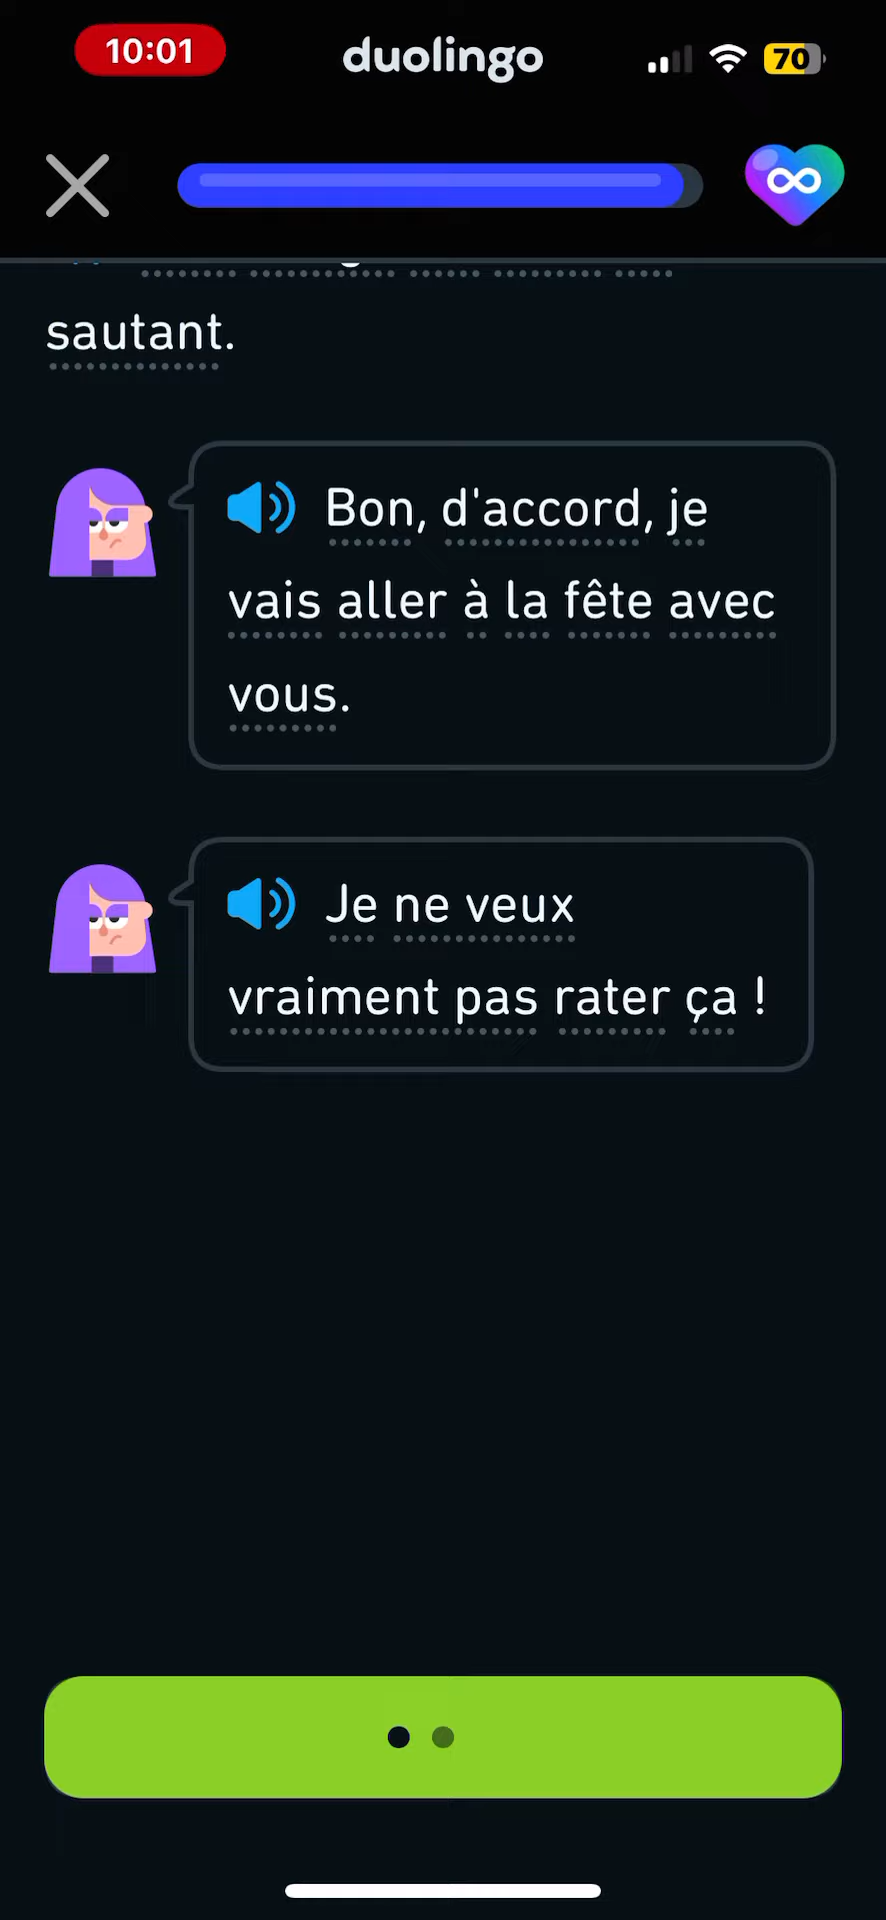 10:01
duolingo
70
sautant.
Bon, d'accord, je
vais aller à la fête avec
vous.
Je ne veux
vraiment pas rater ça !